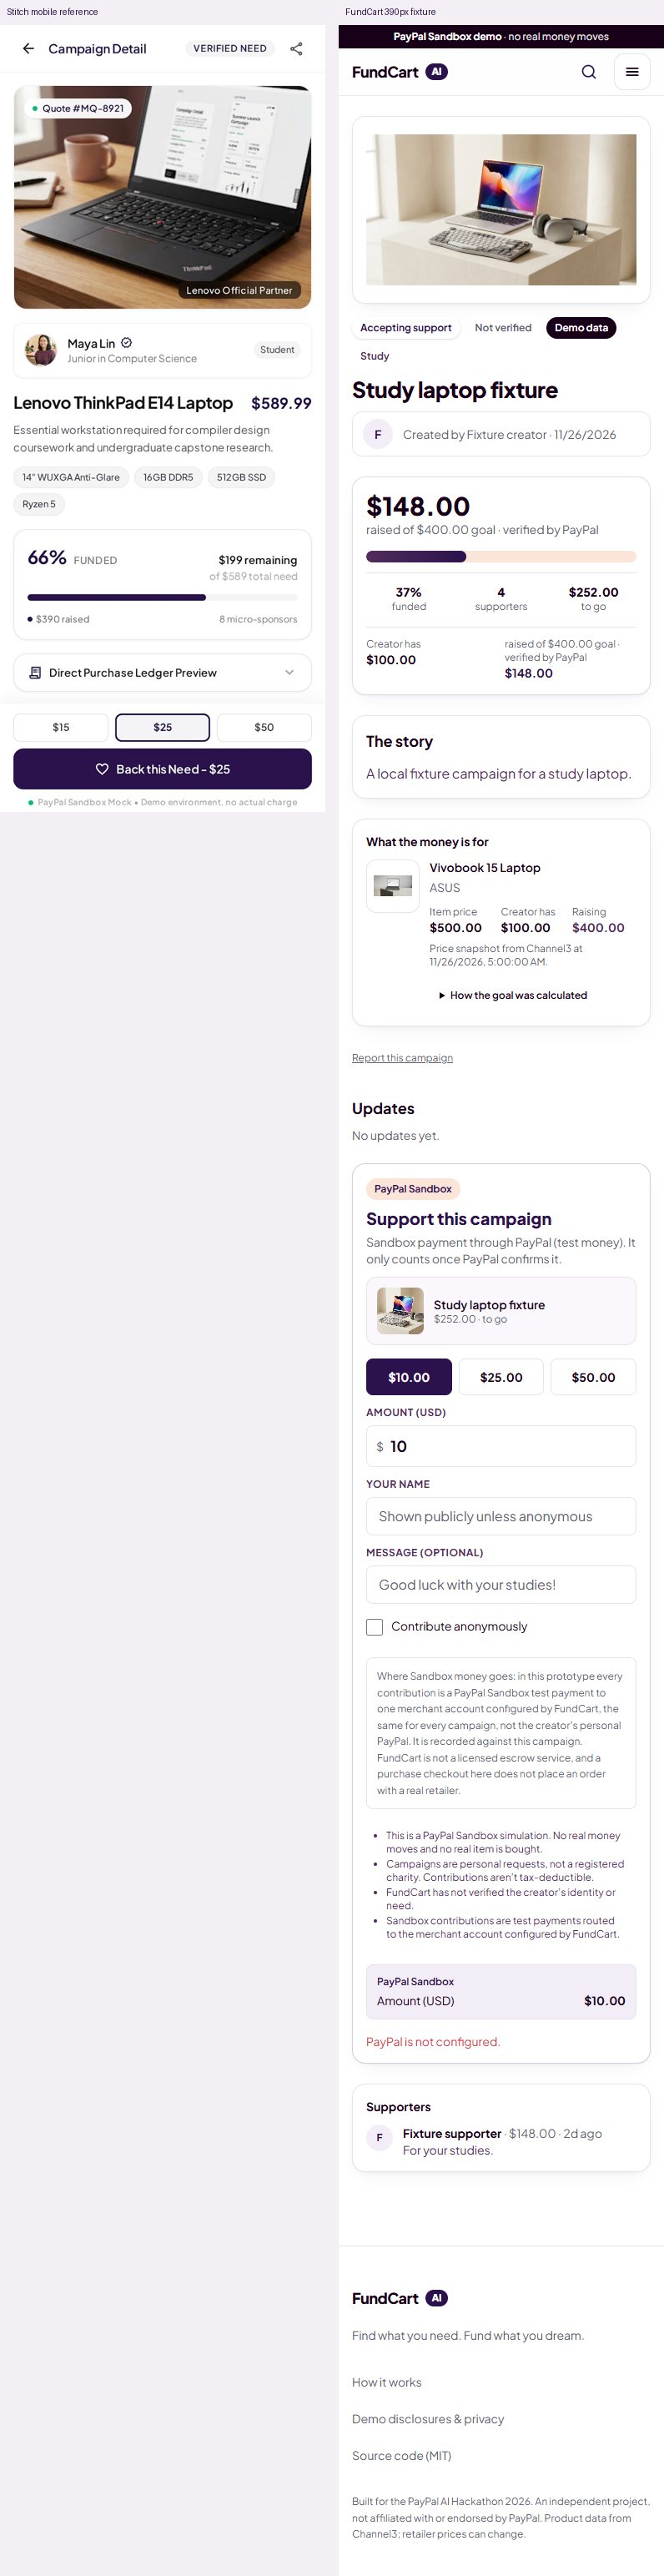 Stitch mobile reference
Campaign Detail
VERIFIED NEED
Quote #MQ-8921
ThinkPad
Lenovo Official Partner
Maya Lin
Junior in Computer Science
Student
Lenovo ThinkPad E14 Laptop
$589.99
Essential workstation required for compiler design
coursework and undergraduate capstone research.
14" WUXGA Anti-Glare
16GB DDR5
512GB SSD
Ryzen 5
66% FUNDED
$199 remaining
of $589 total need
$390 raised
8 micro-sponsors
Direct Purchase Ledger Preview
$15
$25
$50
Back this Need - $25
PayPal Sandbox Mock • Demo environment, no actual charge
FundCart 390px fixture
PayPal Sandbox demo · no real money moves
FundCart AI
Accepting support
Not verified
Demo data
Study
Study laptop fixture
F
Created by Fixture creator · 11/26/2026
$148.00
raised of $400.00 goal · verified by PayPal
37%
funded
4
supporters
$252.00
to go
Creator has
$100.00
raised of $400.00 goal ·
verified by PayPal
$148.00
The story
A local fixture campaign for a study laptop.
What the money is for
Vivobook 15 Laptop
ASUS
Item price
$500.00
Creator has
$100.00
Raising
$400.00
Price snapshot from Channel3 at
11/26/2026, 5:00:00 AM.
How the goal was calculated
Report this campaign
Updates
No updates yet.
PayPal Sandbox
Support this campaign
Sandbox payment through PayPal (test money). It
only counts once PayPal confirms it.
Study laptop fixture
$252.00 · to go
$10.00
$25.00
$50.00
AMOUNT (USD)
$ 10
YOUR NAME
Shown publicly unless anonymous
MESSAGE (OPTIONAL)
Good luck with your studies!
Contribute anonymously
Where Sandbox money goes: in this prototype every
contribution is a PayPal Sandbox test payment to
one merchant account configured by FundCart, the
same for every campaign, not the creator's personal
PayPal. It is recorded against this campaign.
FundCart is not a licensed escrow service, and a
purchase checkout here does not place an order
with a real retailer.
• This is a PayPal Sandbox simulation. No real money
moves and no real item is bought.
• Campaigns are personal requests, not a registered
charity. Contributions aren't tax-deductible.
• FundCart has not verified the creator's identity or
need.
• Sandbox contributions are test payments routed
to the merchant account configured by FundCart.
PayPal Sandbox
Amount (USD)
$10.00
PayPal is not configured.
Supporters
F
Fixture supporter · $148.00 · 2d ago
For your studies.
FundCart AI
Find what you need. Fund what you dream.
How it works
Demo disclosures & privacy
Source code (MIT)
Built for the PayPal AI Hackathon 2026. An independent project,
not affiliated with or endorsed by PayPal. Product data from
Channel3; retailer prices can change.